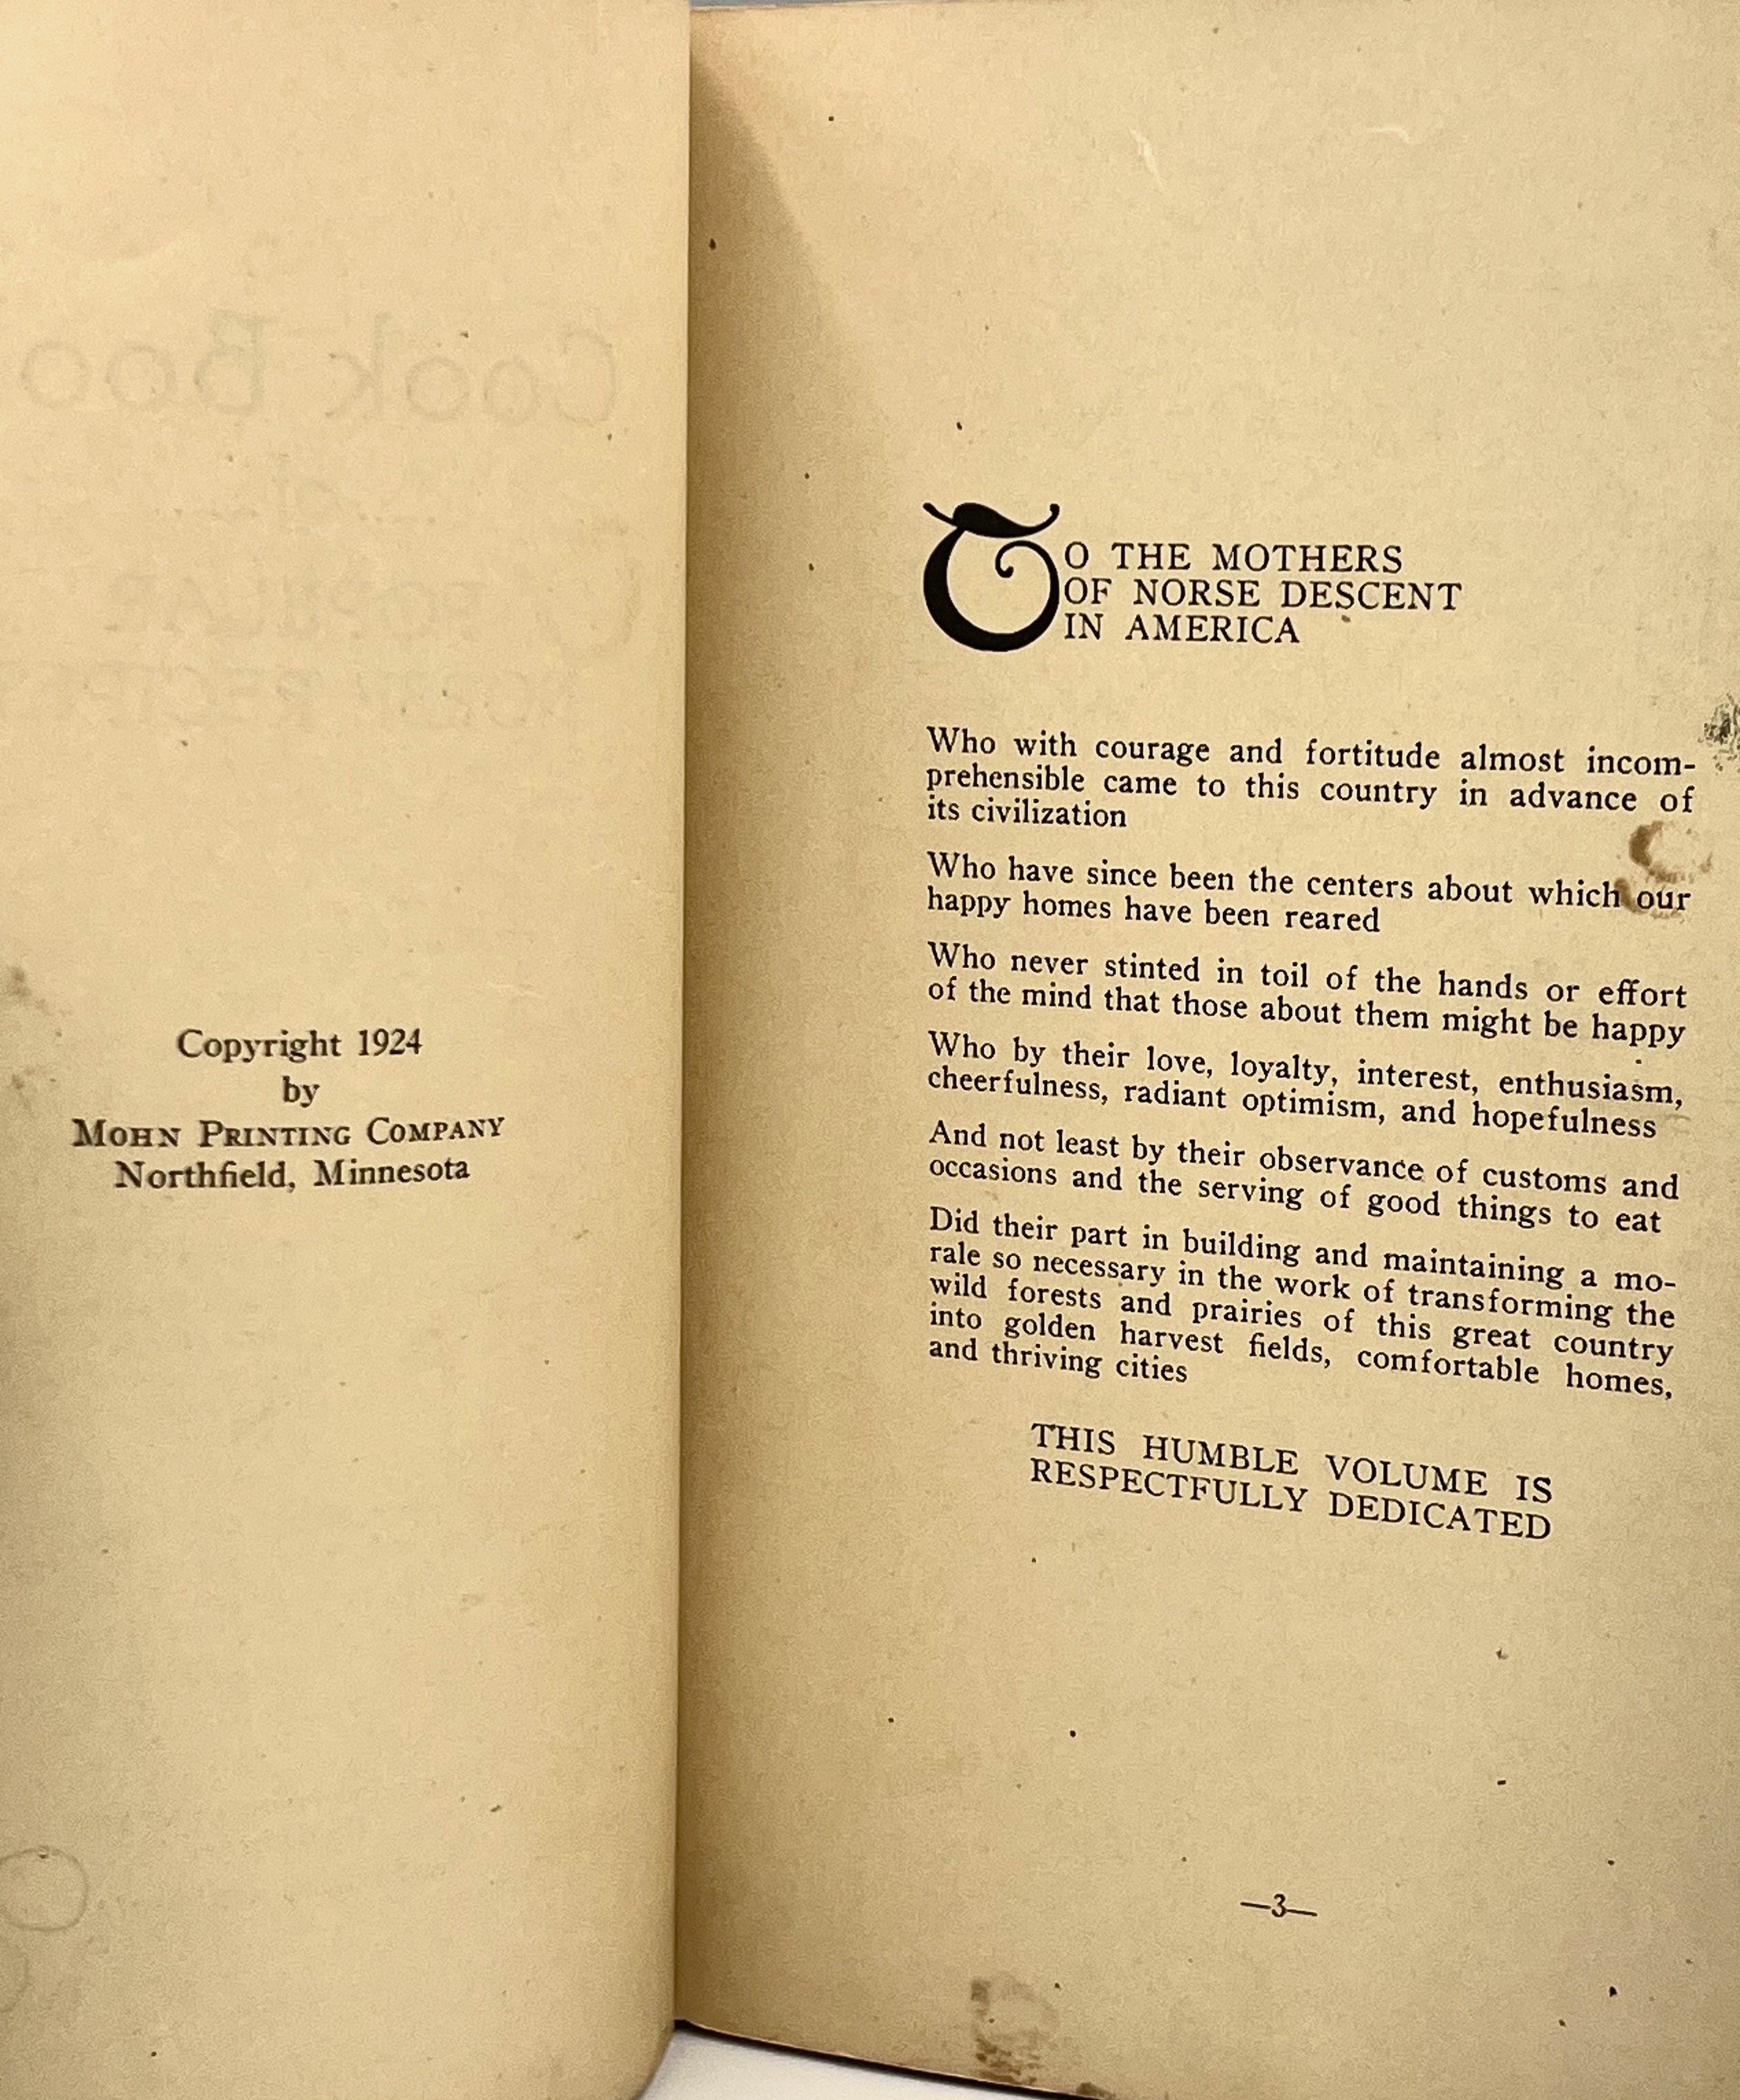 Copyright 1924
by
MOHN PRINTING COMPANY
Northfield, Minnesota
TO THE MOTHERS
OF NORSE DESCENT
IN AMERICA
Who with courage and fortitude almost incom-
prehensible came to this country in advance of
its civilization
Who have since been the centers about which our
happy homes have been reared
Who never stinted in toil of the hands or effort
of the mind that those about them might be happy
Who by their love, loyalty, interest, enthusiasm,
cheerfulness, radiant optimism, and hopefulness
And not least by their observance of customs and
occasions and the serving of good things to eat
Did their part in building and maintaining a mo-
rale so necessary in the work of transforming the
wild forests and prairies of this great country
into golden harvest fields, comfortable homes,
and thriving cities
THIS HUMBLE VOLUME IS
RESPECTFULLY DEDICATED
—3—